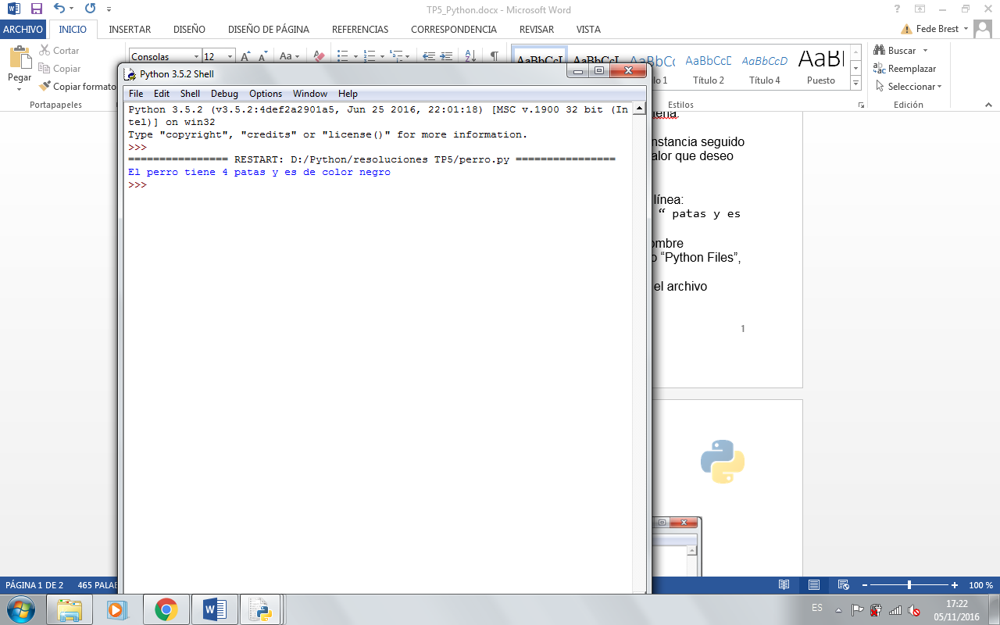 TP5_Python.docx - Microsoft Word
ARCHIVO INICIO INSERTAR DISEÑO DISEÑO DE PÁGINA REFERENCIAS CORRESPONDENCIA REVISAR VISTA Fede Brest
Pegar
Cortar
Copiar
Copiar formato
Portapapeles
Consolas 12
AaBbCcI AaBbCcI AaBbCc AaBbCcD AaBbCcD AaBI
o 1 Título 2 Título 4 Puesto
Estilos
Buscar
Reemplazar
Seleccionar
Edición
Python 3.5.2 Shell
File Edit Shell Debug Options Window Help
Python 3.5.2 (v3.5.2:4def2a2901a5, Jun 25 2016, 22:01:18) [MSC v.1900 32 bit (In
tel)] on win32
Type "copyright", "credits" or "license()" for more information.
>>>
================ RESTART: D:/Python/resoluciones TP5/perro.py ================
El perro tiene 4 patas y es de color negro
>>>
nstancia seguido
alor que deseo
línea:
“ patas y es
ombre
o “Python Files”,
el archivo
1
PÁGINA 1 DE 2 465 PALAB
100 %
ES
17:22
05/11/2016